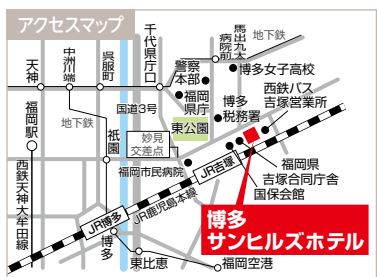 アクセスマップ
天神
中洲川端
呉服町
千代県庁口
馬出九大
病院前
地下鉄
警察
本部
博多女子高校
福岡
県庁
西鉄バス
吉塚営業所
国道3号
博多
税務署
福岡駅
地下鉄
祇園
東公園
妙見
交差点
福岡市民病院
JR吉塚
福岡県
吉塚合同庁舎
国保会館
西鉄天神大牟田線
JR鹿児島本線
JR博多
博多
博多
サンヒルズホテル
東比恵
福岡空港